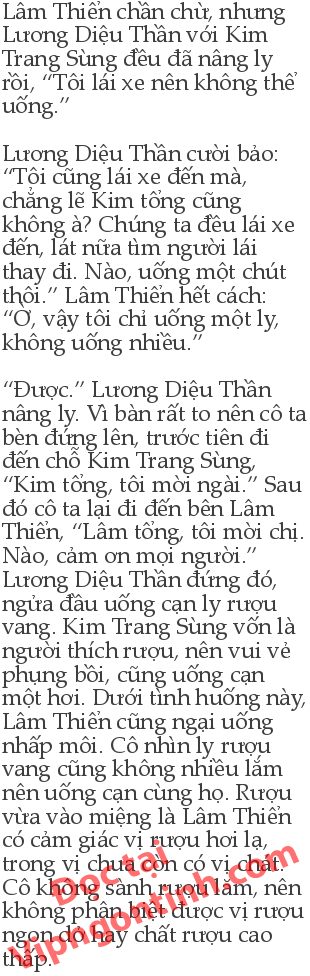 Lâm Thiển chần chừ, nhưng
Lương Diệu Thần với Kim
Trang Sùng đều đã nâng ly
rồi, “Tôi lái xe nên không thể
uống.”
Lương Diệu Thần cười bảo:
“Tôi cũng lái xe đến mà,
chẳng lẽ Kim tổng cũng
không à? Chúng ta đều lái xe
đến, lát nữa tìm người lái
thay đi. Nào, uống một chút
thôi.” Lâm Thiển hết cách:
“Ờ, vậy tôi chỉ uống một ly,
không uống nhiều.”
“Được.” Lương Diệu Thần
nâng ly. Vì bàn rất to nên cô ta
bèn đứng lên, trước tiên đi
đến chỗ Kim Trang Sùng,
“Kim tổng, tôi mời ngài.” Sau
đó cô ta lại đi đến bên Lâm
Thiển, “Lâm tổng, tôi mời chị.
Nào, cảm ơn mọi người.”
Lương Diệu Thần đứng đó,
ngửa đầu uống cạn ly rượu
vang. Kim Trang Sùng vốn là
người thích rượu, nên vui vẻ
phụng bồi, cũng uống cạn
một hơi. Dưới tình huống này,
Lâm Thiển cũng ngại uống
nhấp môi. Cô nhìn ly rượu
vang cũng không nhiều lắm
nên uống cạn cùng họ. Rượu
vừa vào miệng là Lâm Thiển
có cảm giác vị rượu hơi lạ,
trong vị chua còn có vị chát.
Cô không sành rượu lắm, nên
không phân biệt được vị rượu
ngon dở hay chất rượu cao
thấp.
Đọc tại
Vipngontinh.com